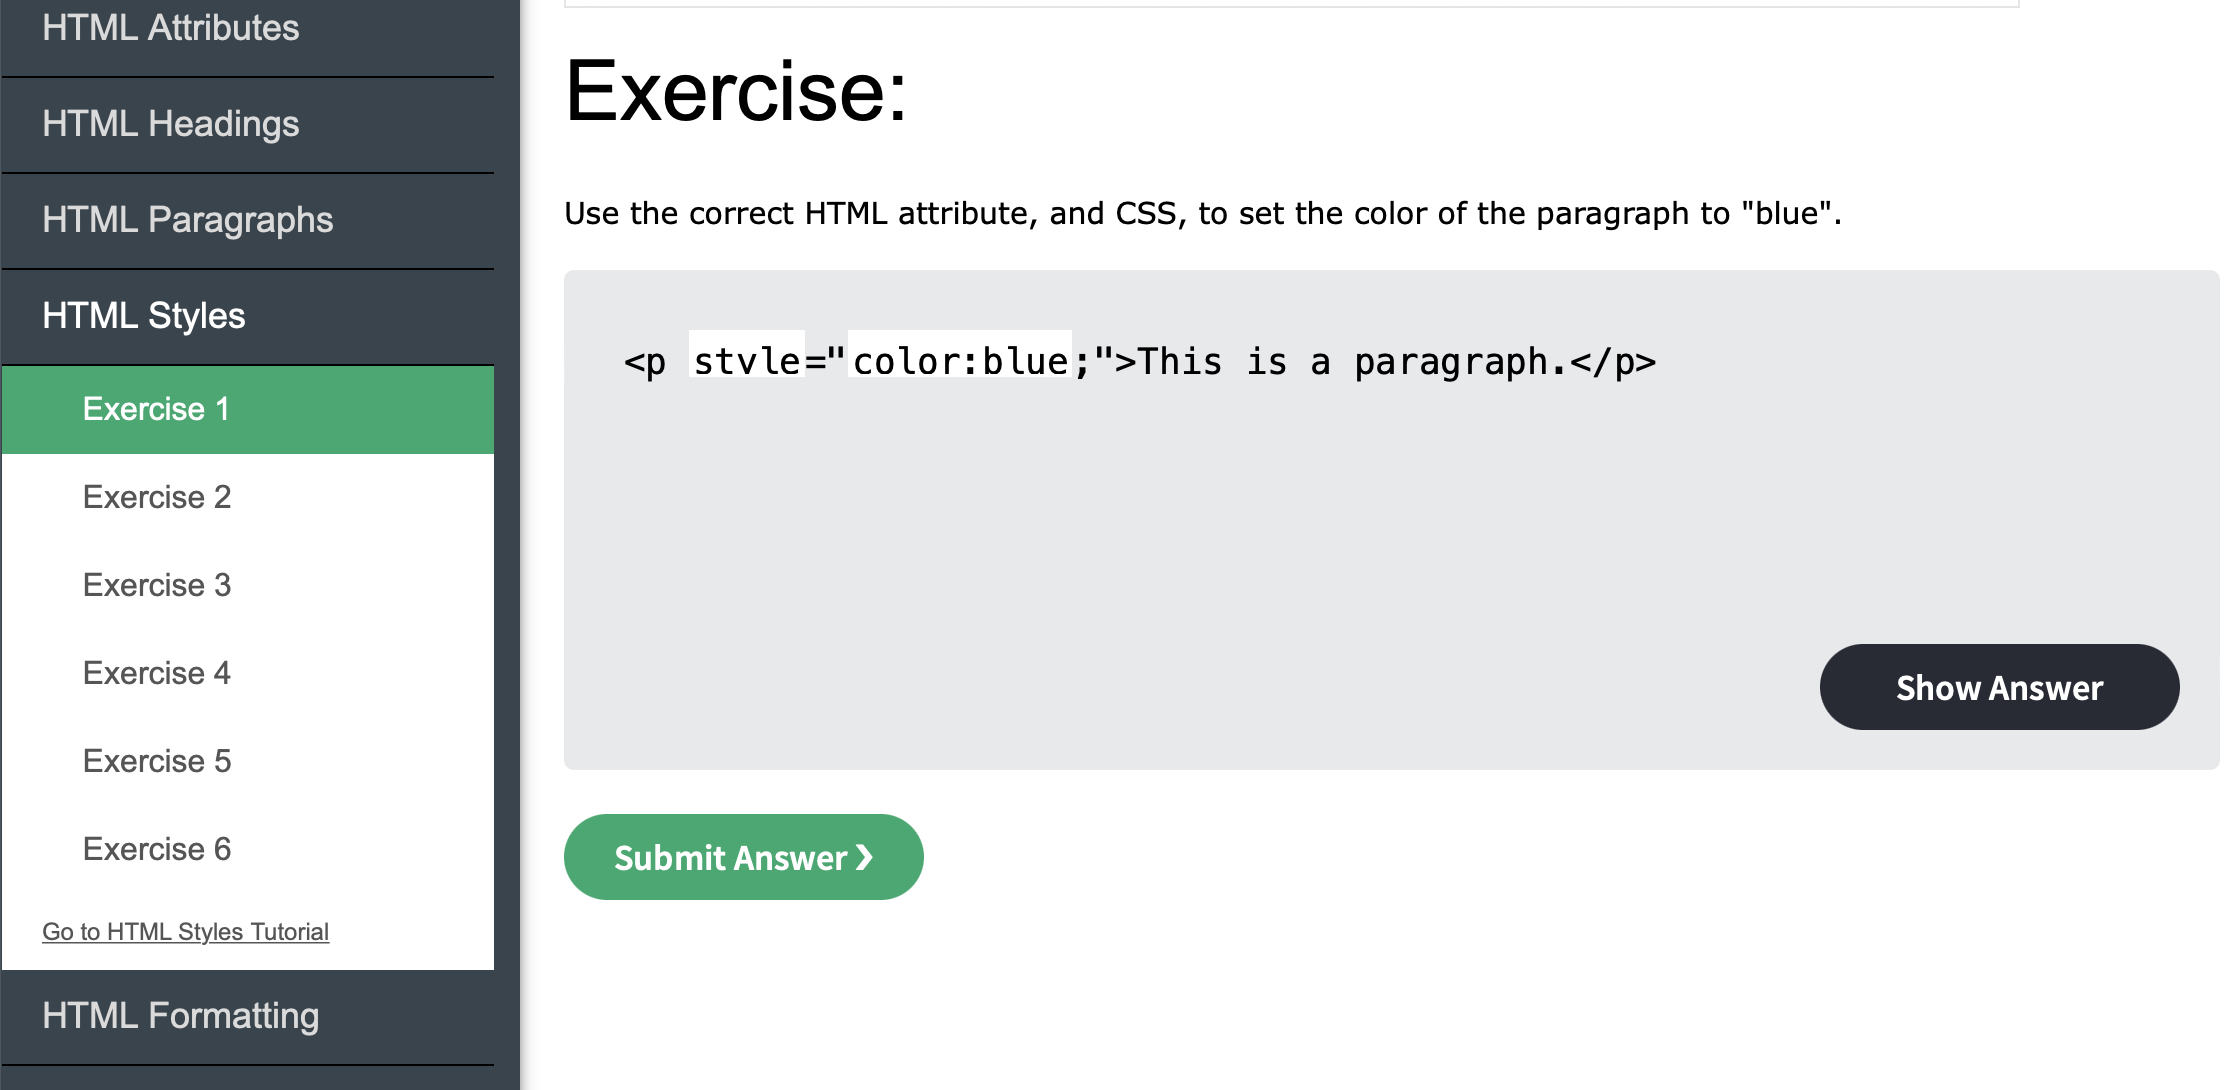 HTML Attributes
HTML Headings
HTML Paragraphs
HTML Styles
Exercise 1
Exercise 2
Exercise 3
Exercise 4
Exercise 5
Exercise 6
Go to HTML Styles Tutorial
HTML Formatting
Exercise:
Use the correct HTML attribute, and CSS, to set the color of the paragraph to "blue".
<p style="color:blue;">This is a paragraph.</p>
Show Answer
Submit Answer ❯